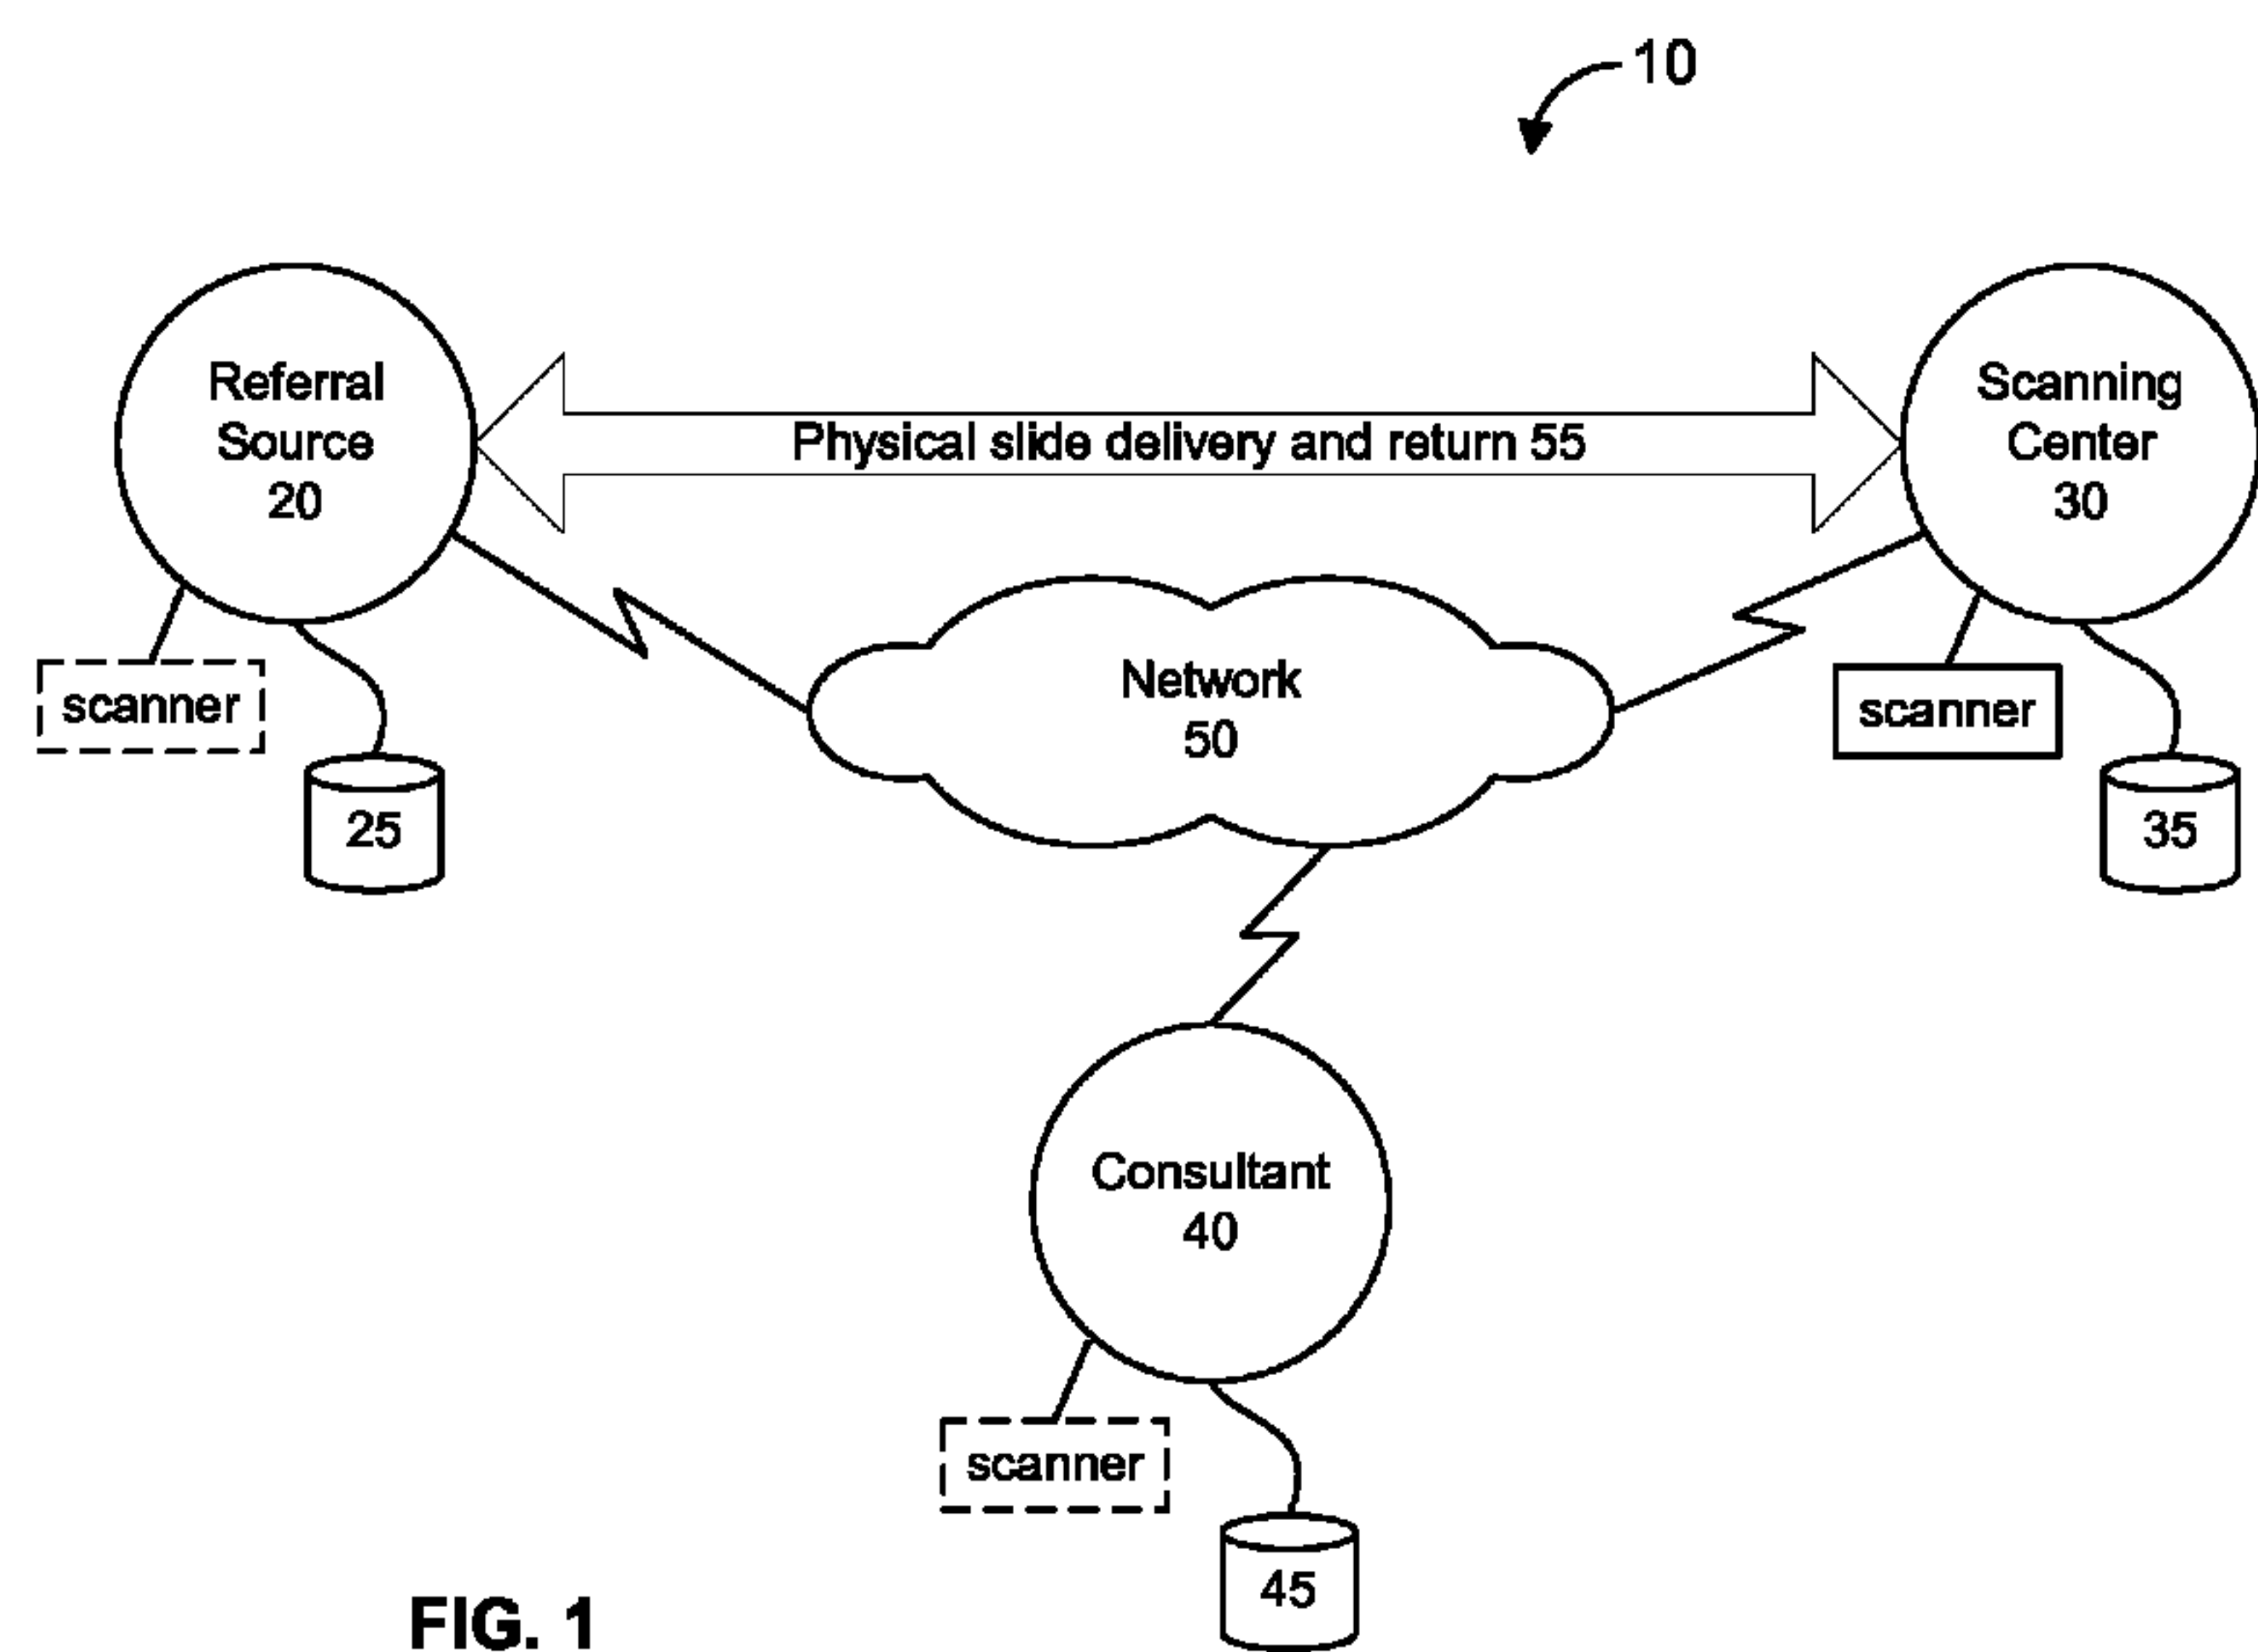 10
Referral
Source
20
Physical slide delivery and return 55
Scanning
Center
30
scanner
25
Network
50
scanner
35
Consultant
40
scanner
45
FIG. 1